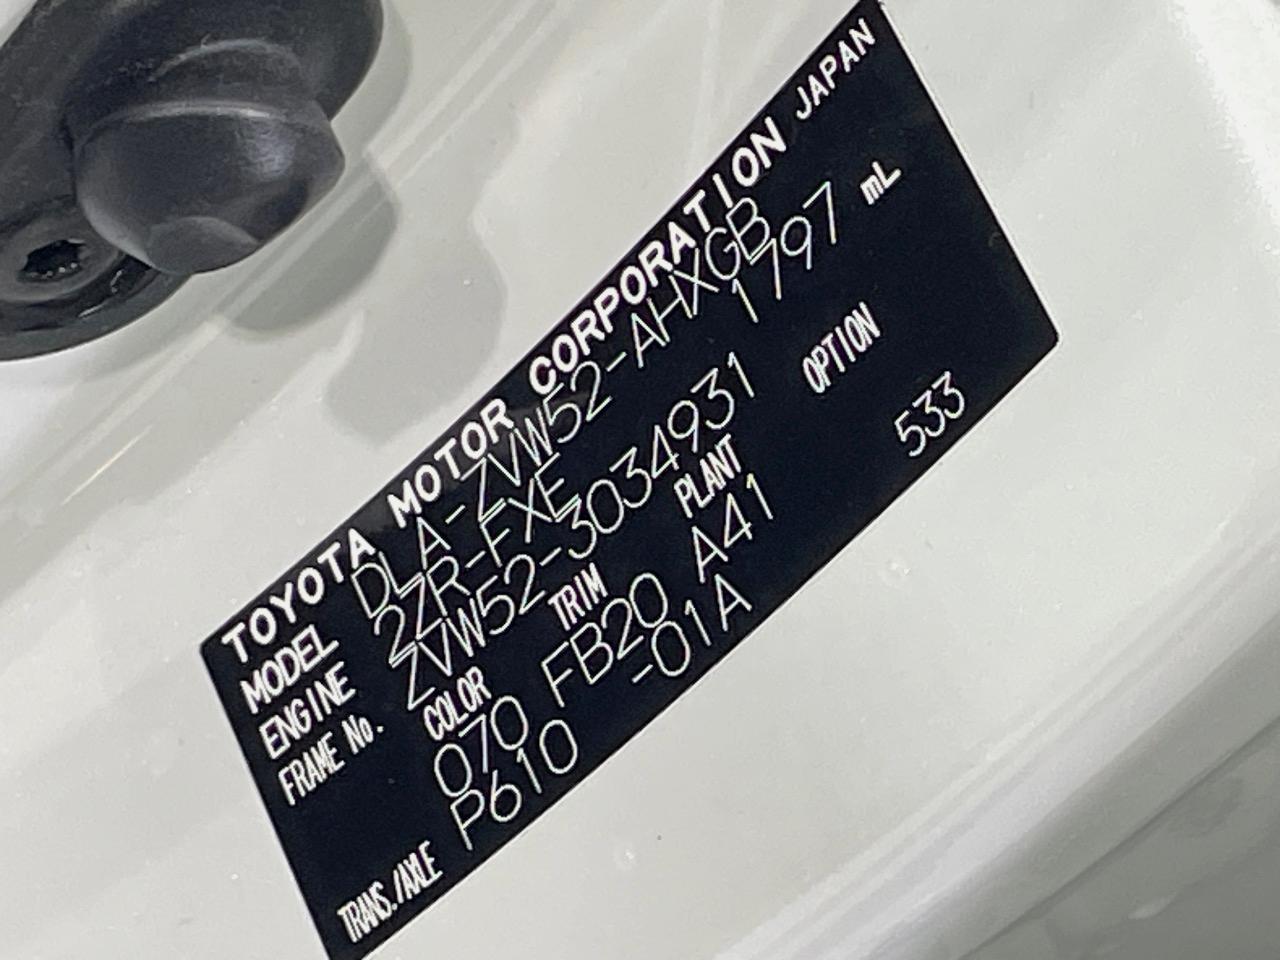 TOYOTA MOTOR CORPORATION JAPAN
MODEL DLA-ZVW52-AHXGB
ENGINE 2ZR-FXE 1797 mL
FRAME No. ZVW52-3034931
COLOR TRIM PLANT OPTION
070 FB20 A41 533
TRANS./AXLE P610 -01A